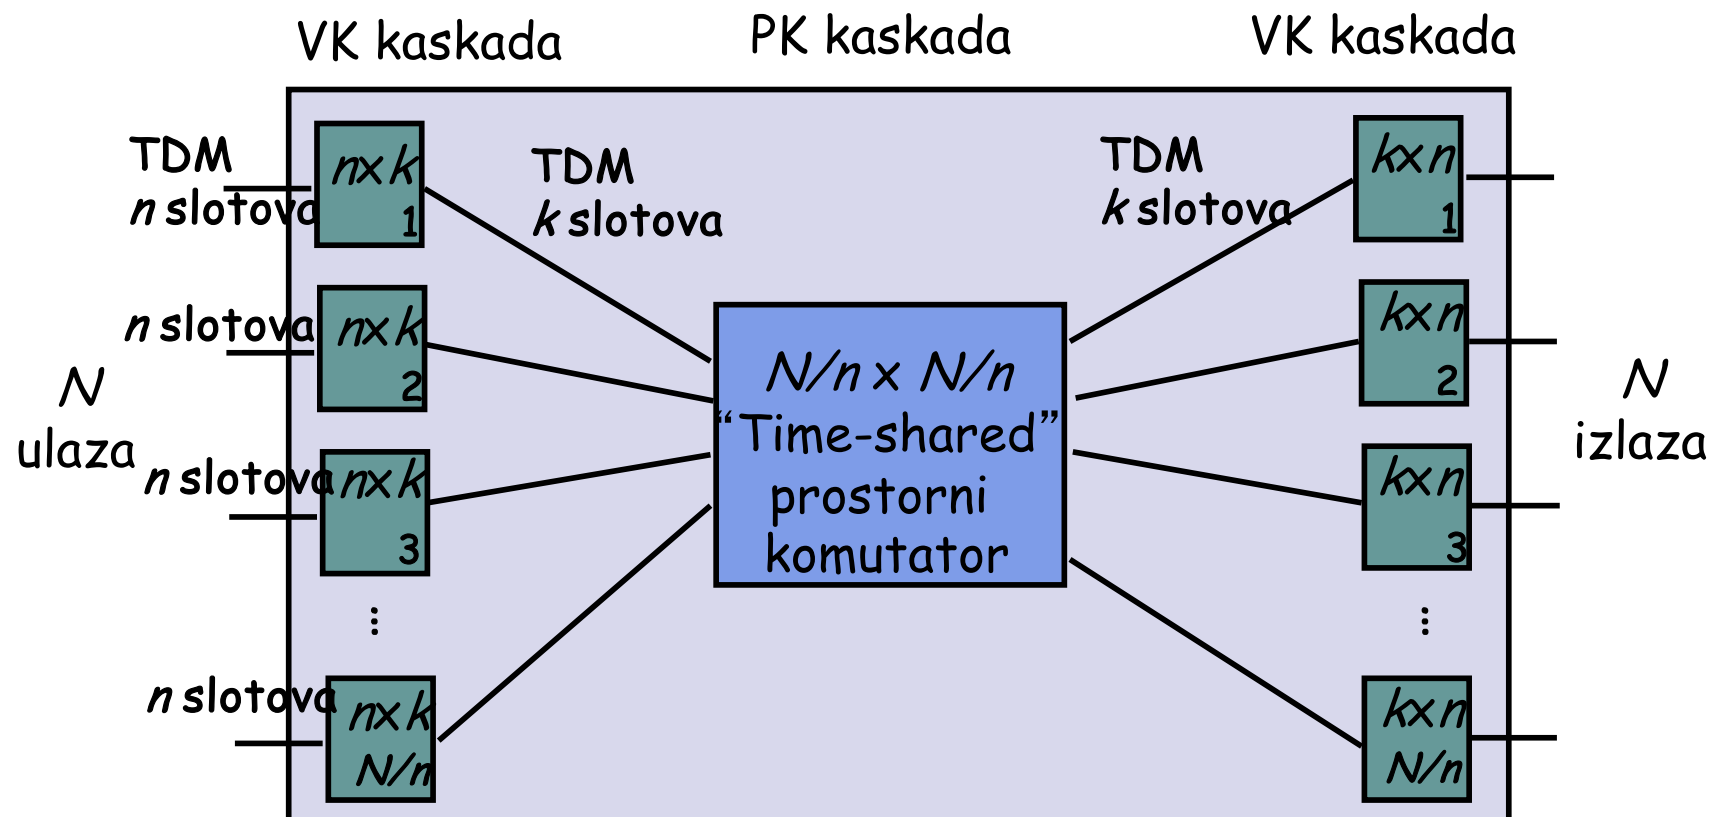 VK kaskada
PK kaskada
VK kaskada
TDM
n slotova
nxk
1
TDM
k slotova
TDM
k slotova
kxn
1
n slotova
nxk
2
kxn
2
N
ulaza
N/n x N/n
“Time-shared”
prostorni
komutator
N
izlaza
n slotova
nxk
3
kxn
3
...
...
n slotova
nxk
N/n
kxn
N/n